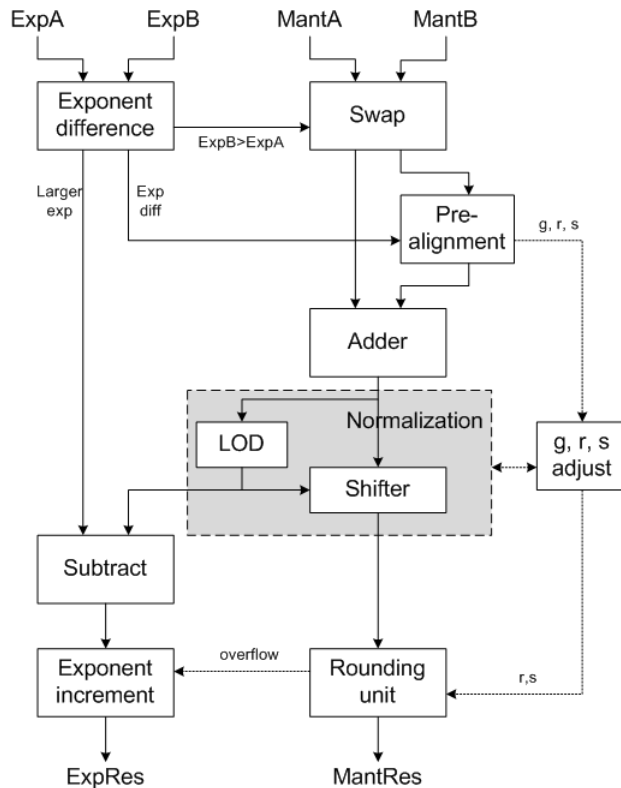 ExpA
ExpB
MantA
MantB
Exponent
difference
ExpB>ExpA
Swap
Larger
exp
Exp
diff
Pre-
alignment
g, r, s
Adder
Normalization
LOD
Shifter
g, r, s
adjust
Subtract
Exponent
increment
overflow
Rounding
unit
r,s
ExpRes
MantRes